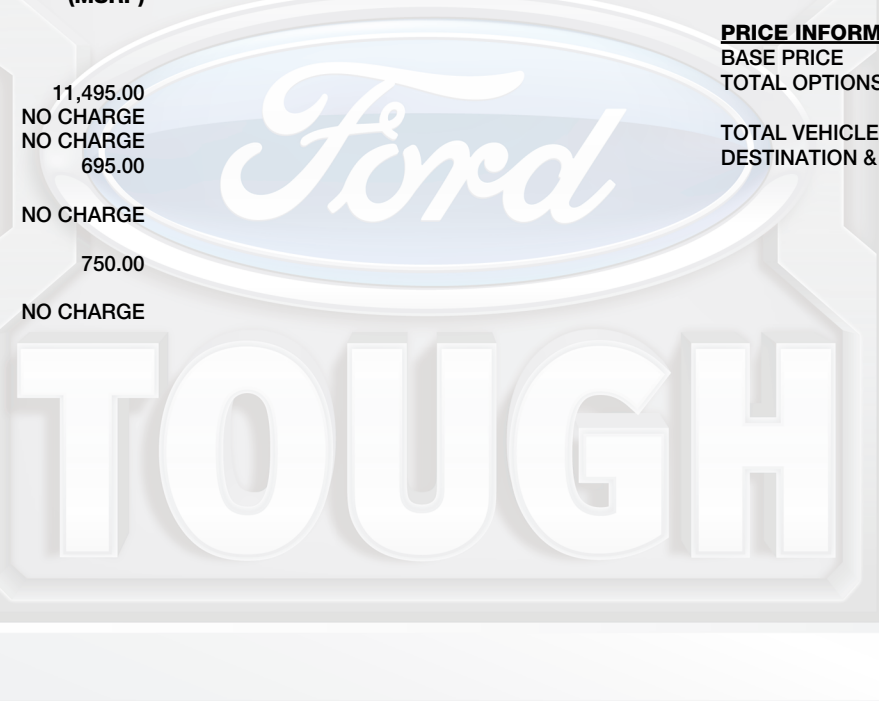 (MSRP)
11,495.00
NO CHARGE
NO CHARGE
695.00
NO CHARGE
750.00
NO CHARGE
PRICE INFORM
BASE PRICE
TOTAL OPTIONS
TOTAL VEHICLE
DESTINATION &
Ford
TOUGH